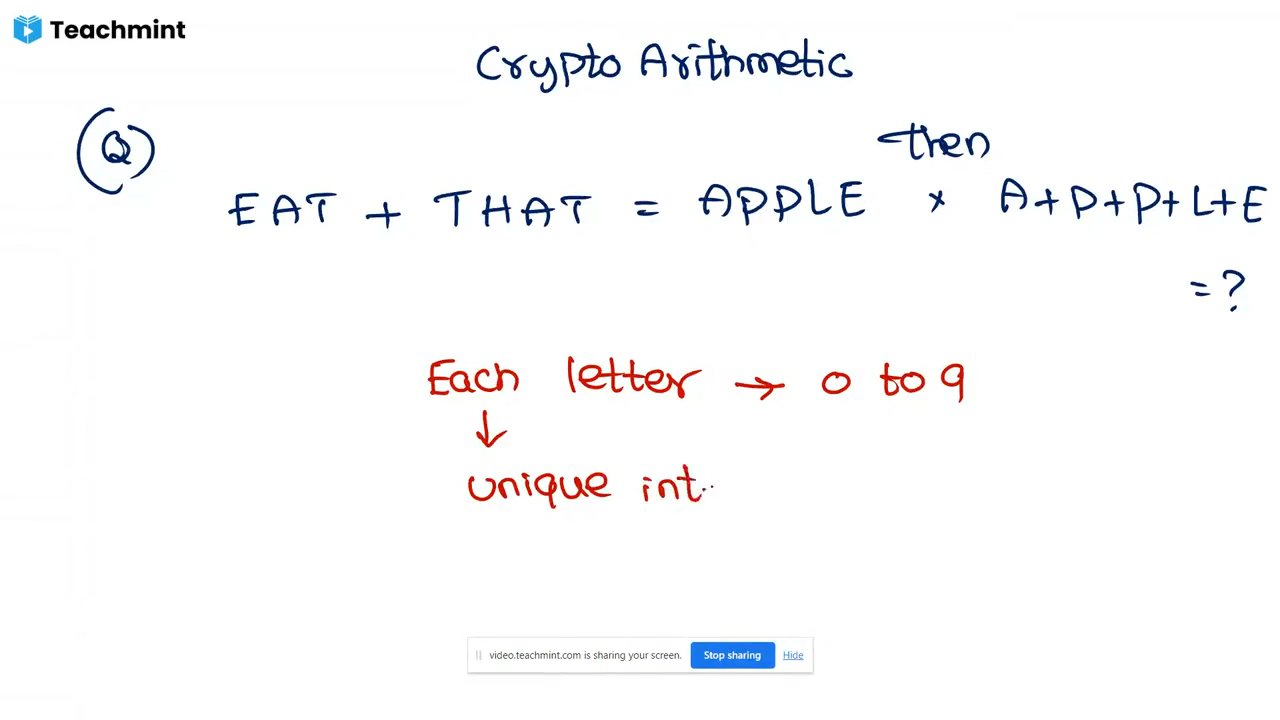 Teachmint
Crypto Arithmetic
(Q)
then
EAT + THAT = APPLE × A+P+P+L+E
= ?
Each letter → 0 to 9
↓
unique int.
video.teachmint.com is sharing your screen. Stop sharing Hide